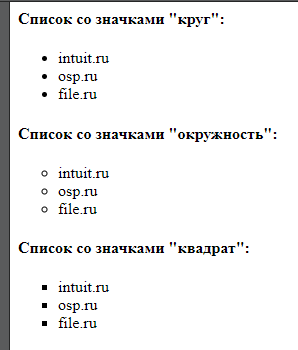 Список со значками "круг":
intuit.ru
osp.ru
file.ru
Список со значками "окружность":
intuit.ru
osp.ru
file.ru
Список со значками "квадрат":
intuit.ru
osp.ru
file.ru